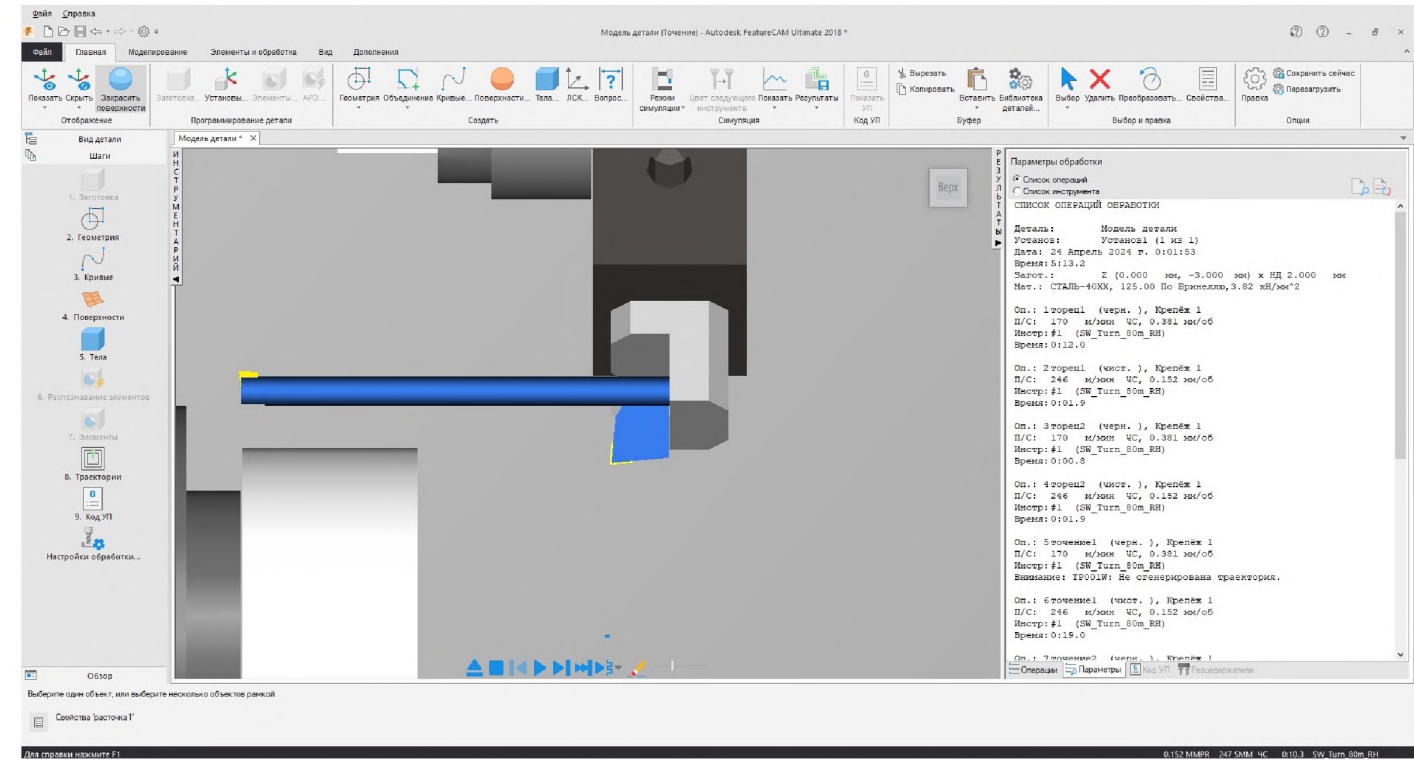 Файл Справка
Модель детали (Точение) - Autodesk FeatureCAM Ultimate 2018 *
Файл Главная Моделирование Элементы и обработка Вид Дополнения
Показать Скрыть Закрасить поверхности
Отображение
Заготовка... Установы... Элементы... АРЭ...
Программирование детали
Геометрия Объединение Кривые... Поверхности... Тела... ЛСК... Вопрос...
Создать
Режим симуляции Цвет следующего инструмента Показать Результаты
Симуляция
Показать УП
Код УП
Вырезать
Копировать
Вставить Библиотека деталей...
Буфер
Выбор Удалить Преобразовать... Свойства...
Выбор и правка
Правка
Сохранить сейчас
Перезагрузить
Опции
Вид детали
Шаги
1. Заготовка
2. Геометрия
3. Кривые
4. Поверхности
5. Тела
6. Распознавание элементов
7. Элементы
8. Траектории
9. Код УП
Настройки обработки...
Обзор
Модель детали * X
ИНСТРУМЕНТАРИЙ
Верх
РЕЗУЛЬТАТЫ
Параметры обработки
Список операций
Список инструмента
СПИСОК ОПЕРАЦИЙ ОБРАБОТКИ
Деталь: Модель детали
Установ: Установ1 (1 из 1)
Дата: 24 Апрель 2024 г. 0:01:53
Время: 5:13.2
Загот.: Z (0.000 мм, -3.000 мм) x НД 2.000 мм
Мат.: СТАЛЬ-40ХХ, 125.00 По Бринеллю,3.82 кН/мм^2
Оп.: 1торец1 (черн. ), Крепёж 1
П/С: 170 м/мин ЧС, 0.381 мм/об
Инстр:#1 (SW_Turn_80m_RH)
Время: 0:12.0
Оп.: 2торец1 (чист. ), Крепёж 1
П/С: 246 м/мин ЧС, 0.152 мм/об
Инстр:#1 (SW_Turn_80m_RH)
Время: 0:01.9
Оп.: 3торец2 (черн. ), Крепёж 1
П/С: 170 м/мин ЧС, 0.381 мм/об
Инстр:#1 (SW_Turn_80m_RH)
Время: 0:00.8
Оп.: 4торец2 (чист. ), Крепёж 1
П/С: 246 м/мин ЧС, 0.152 мм/об
Инстр:#1 (SW_Turn_80m_RH)
Время: 0:01.9
Оп.: 5точение1 (черн. ), Крепёж 1
П/С: 170 м/мин ЧС, 0.381 мм/об
Инстр:#1 (SW_Turn_80m_RH)
Внимание: TP001W: Не сгенерирована траектория.
Оп.: 6точение1 (чист. ), Крепёж 1
П/С: 246 м/мин ЧС, 0.152 мм/об
Инстр:#1 (SW_Turn_80m_RH)
Время: 0:19.0
Оп.: 7точение2 (черн. ), Крепёж 1
Операции Параметры Код УП Резцедержатели
Выберите один объект, или выберите несколько объектов рамкой
Свойства 'расточка1'
Для справки нажмите F1
0.152 MMPR 247 SMM ЧС 0:10.3 SW_Turn_80m_RH